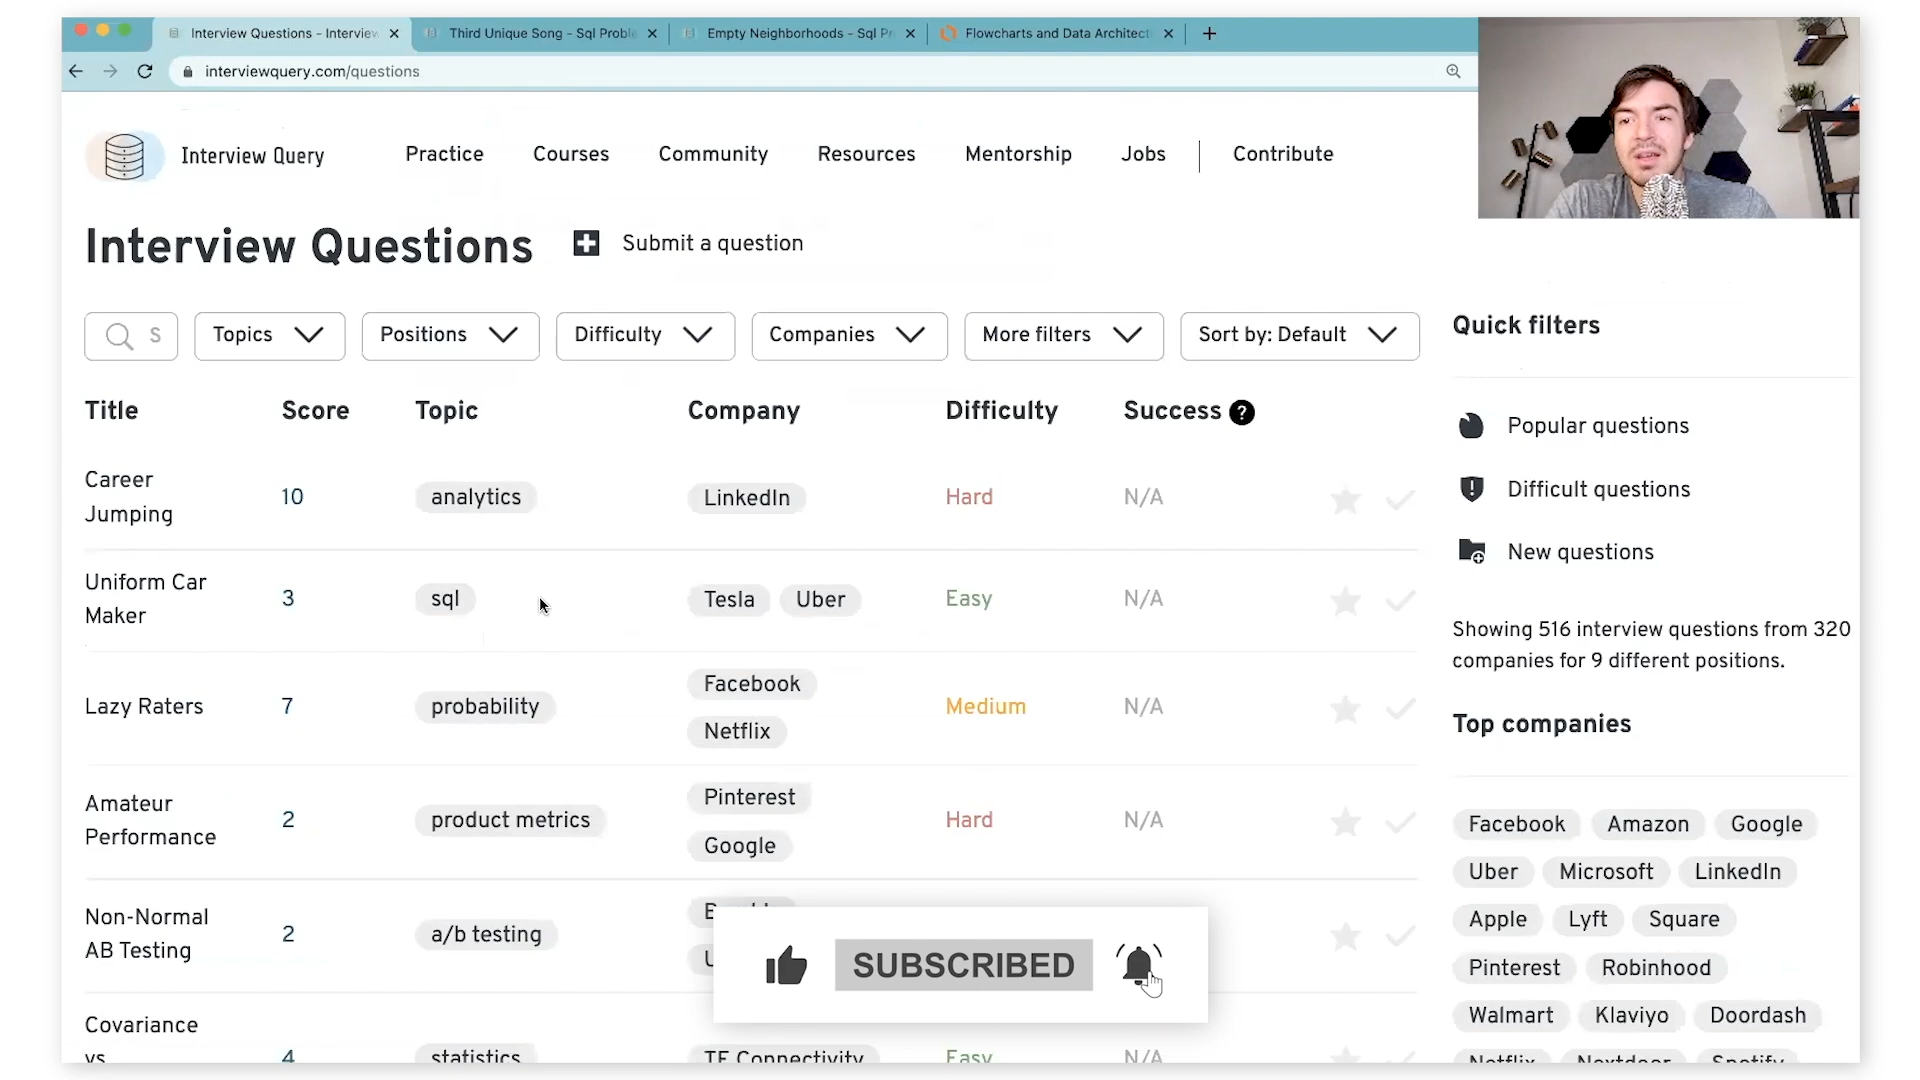 Interview Questions - Interview
Third Unique Song - Sql Proble
Empty Neighborhoods - Sql Pr
Flowcharts and Data Architect
interviewquery.com/questions
Interview Query
Practice
Courses
Community
Resources
Mentorship
Jobs
Contribute
Interview Questions
Submit a question
S
Topics
Positions
Difficulty
Companies
More filters
Sort by: Default
Title Score Topic Company Difficulty Success ?
Career
Jumping
10 analytics LinkedIn Hard N/A
Uniform Car
Maker
3 sql Tesla Uber Easy N/A
Lazy Raters 7 probability
Facebook
Netflix
Medium N/A
Amateur
Performance
2 product metrics
Pinterest
Google
Hard N/A
Non-Normal
AB Testing
2 a/b testing
Covariance
vs
4 statistics TE Connectivity Easy N/A
SUBSCRIBED
Quick filters
Popular questions
Difficult questions
New questions
Showing 516 interview questions from 320
companies for 9 different positions.
Top companies
Facebook Amazon Google
Uber Microsoft LinkedIn
Apple Lyft Square
Pinterest Robinhood
Walmart Klaviyo Doordash
Netflix Nextdoor Spotify